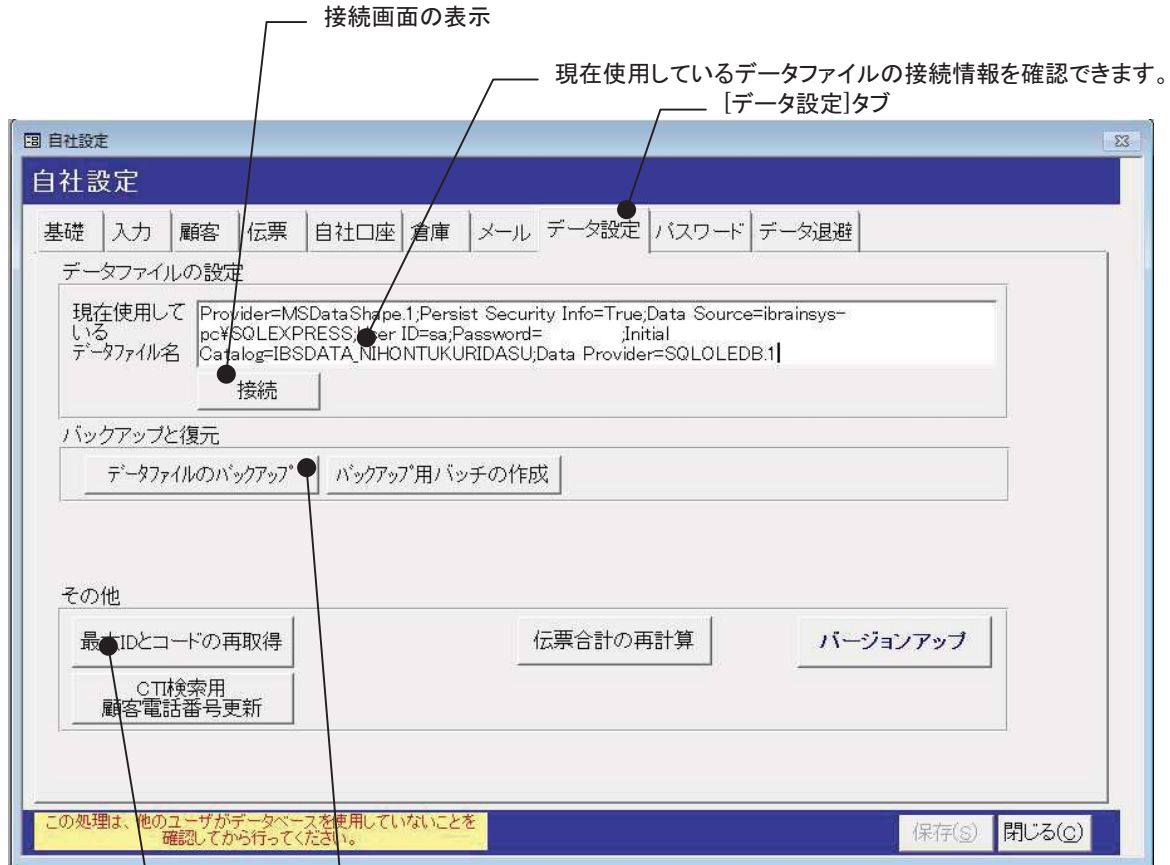 接続画面の表示
現在使用しているデータファイルの接続情報を確認できます。
[データ設定]タブ
自社設定
自社設定
基礎 入力 顧客 伝票 自社口座 倉庫 メール データ設定 パスワード データ退避
データファイルの設定
現在使用して
いる
データファイル名
Provider=MSDataShape.1;Persist Security Info=True;Data Source=ibrainsys-
pc¥SQLEXPRESS;User ID=sa;Password= ;Initial
Catalog=IBSDATA_NIHONTUKURIDASU;Data Provider=SQLOLEDB.1
接続
バックアップと復元
データファイルのバックアップ バックアップ用バッチの作成
その他
最大IDとコードの再取得 伝票合計の再計算 バージョンアップ
CTI検索用
顧客電話番号更新
この処理は、他のユーザがデータベースを使用していないことを
確認してから行ってください。
保存(S) 閉じる(C)